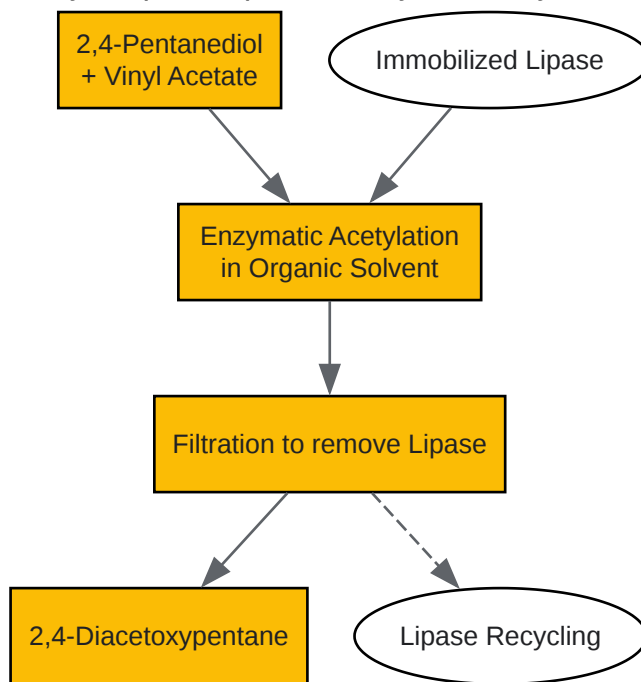 2,4-Pentanediol
+ Vinyl Acetate
Immobilized Lipase
Enzymatic Acetylation
in Organic Solvent
Filtration to remove Lipase
2,4-Diacetoxypentane
Lipase Recycling